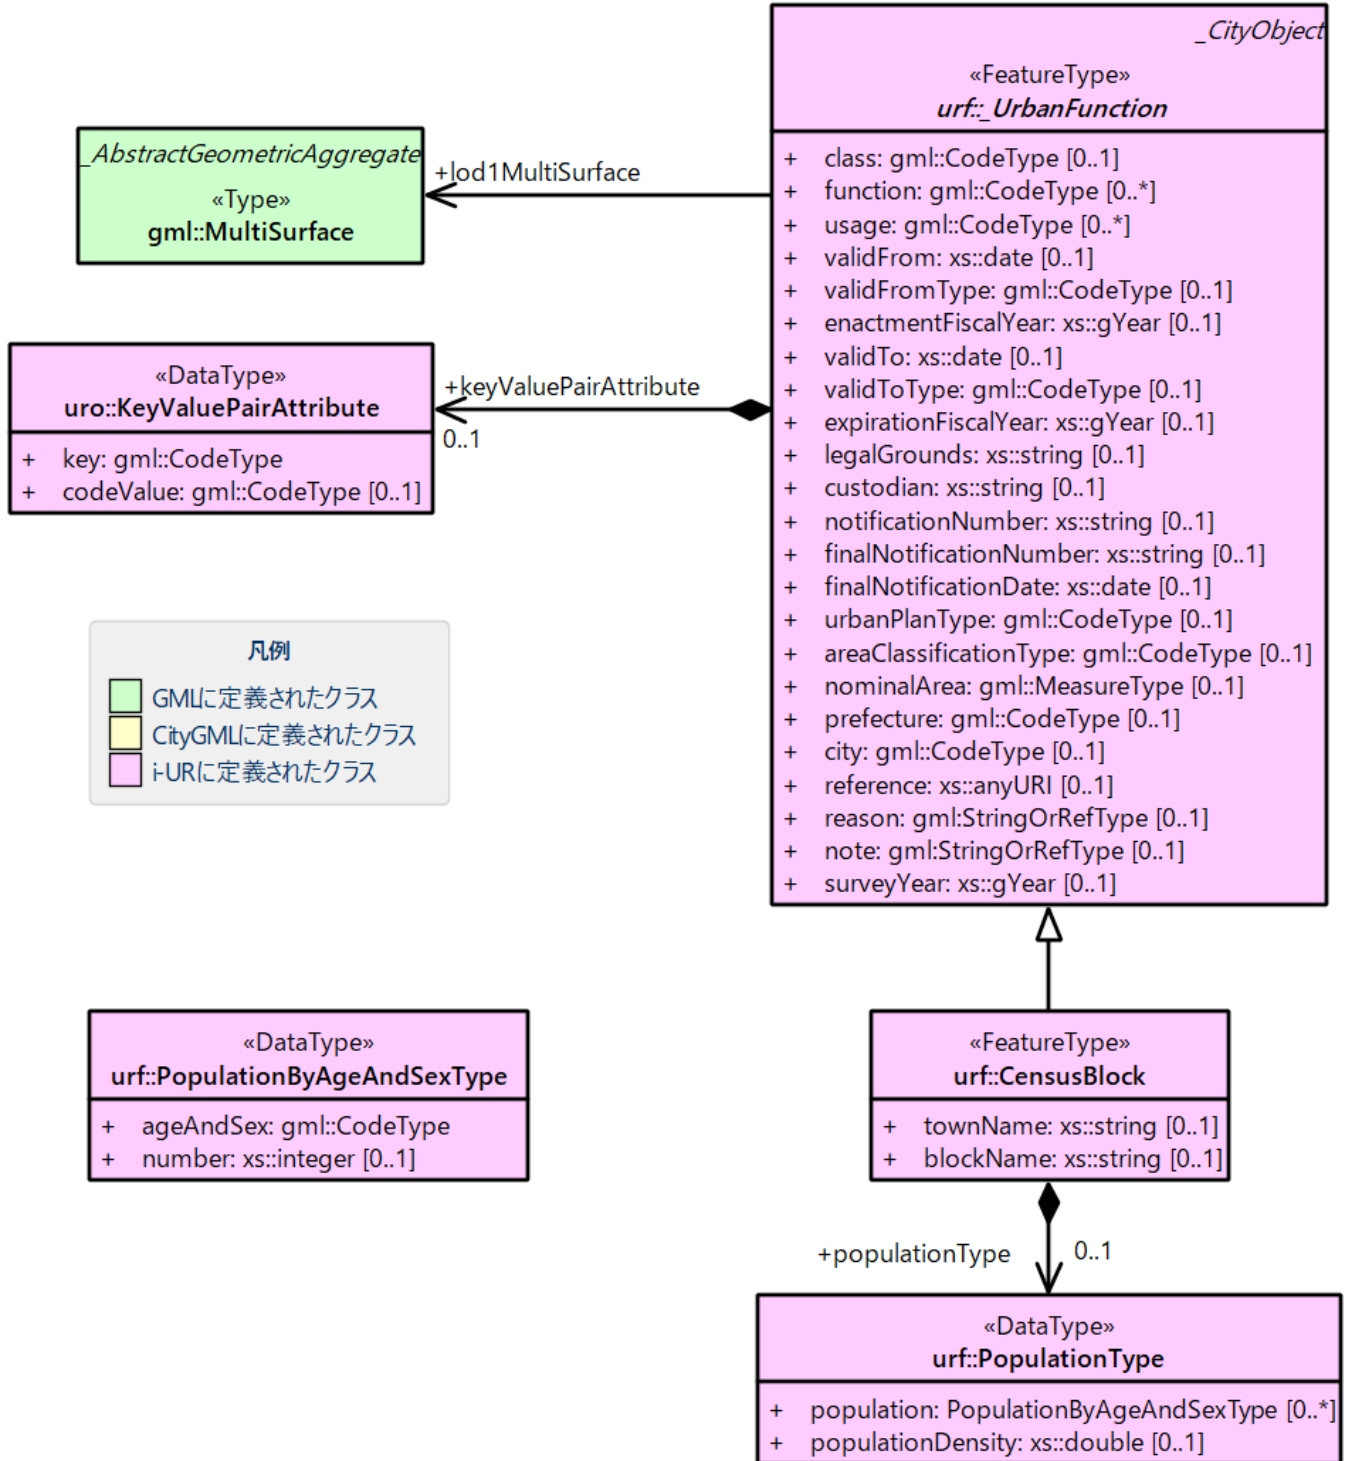 _CityObject
«FeatureType»
urf::_UrbanFunction
+ class: gml::CodeType [0..1]
+ function: gml::CodeType [0..*]
+ usage: gml::CodeType [0..*]
+ validFrom: xs::date [0..1]
+ validFromType: gml::CodeType [0..1]
+ enactmentFiscalYear: xs::gYear [0..1]
+ validTo: xs::date [0..1]
+ validToType: gml::CodeType [0..1]
+ expirationFiscalYear: xs::gYear [0..1]
+ legalGrounds: xs::string [0..1]
+ custodian: xs::string [0..1]
+ notificationNumber: xs::string [0..1]
+ finalNotificationNumber: xs::string [0..1]
+ finalNotificationDate: xs::date [0..1]
+ urbanPlanType: gml::CodeType [0..1]
+ areaClassificationType: gml::CodeType [0..1]
+ nominalArea: gml::MeasureType [0..1]
+ prefecture: gml::CodeType [0..1]
+ city: gml::CodeType [0..1]
+ reference: xs::anyURI [0..1]
+ reason: gml:StringOrRefType [0..1]
+ note: gml:StringOrRefType [0..1]
+ surveyYear: xs::gYear [0..1]
_AbstractGeometricAggregate
«Type»
gml::MultiSurface
+lod1MultiSurface
«DataType»
uro::KeyValuePairAttribute
+ key: gml::CodeType
+ codeValue: gml::CodeType [0..1]
+keyValuePairAttribute
0..1
凡例
GMLに定義されたクラス
CityGMLに定義されたクラス
i-URに定義されたクラス
«DataType»
urf::PopulationByAgeAndSexType
+ ageAndSex: gml::CodeType
+ number: xs::integer [0..1]
«FeatureType»
urf::CensusBlock
+ townName: xs::string [0..1]
+ blockName: xs::string [0..1]
+populationType
0..1
«DataType»
urf::PopulationType
+ population: PopulationByAgeAndSexType [0..*]
+ populationDensity: xs::double [0..1]